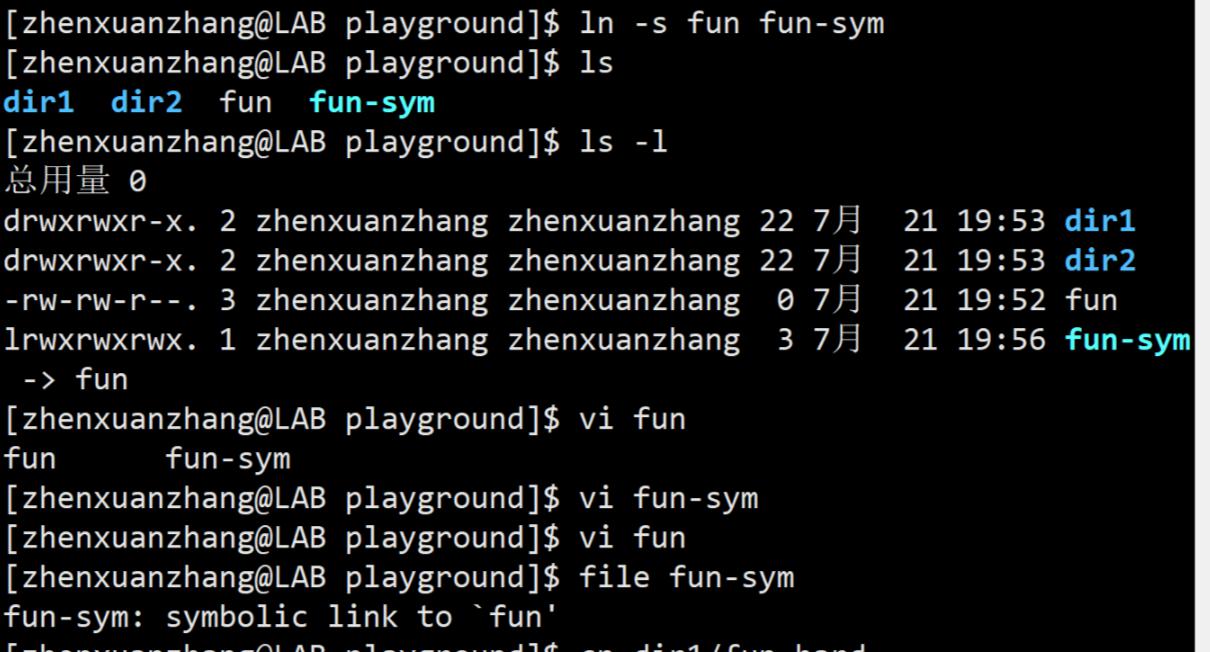 [zhenxuanzhang@LAB playground]$ ln -s fun fun-sym
[zhenxuanzhang@LAB playground]$ ls
dir1  dir2  fun  fun-sym
[zhenxuanzhang@LAB playground]$ ls -l
总用量 0
drwxrwxr-x. 2 zhenxuanzhang zhenxuanzhang 22 7月  21 19:53 dir1
drwxrwxr-x. 2 zhenxuanzhang zhenxuanzhang 22 7月  21 19:53 dir2
-rw-rw-r--. 3 zhenxuanzhang zhenxuanzhang  0 7月  21 19:52 fun
lrwxrwxrwx. 1 zhenxuanzhang zhenxuanzhang  3 7月  21 19:56 fun-sym
 -> fun
[zhenxuanzhang@LAB playground]$ vi fun
fun      fun-sym
[zhenxuanzhang@LAB playground]$ vi fun-sym
[zhenxuanzhang@LAB playground]$ vi fun
[zhenxuanzhang@LAB playground]$ file fun-sym
fun-sym: symbolic link to `fun'
[zhenxuanzhang@LAB playground]$